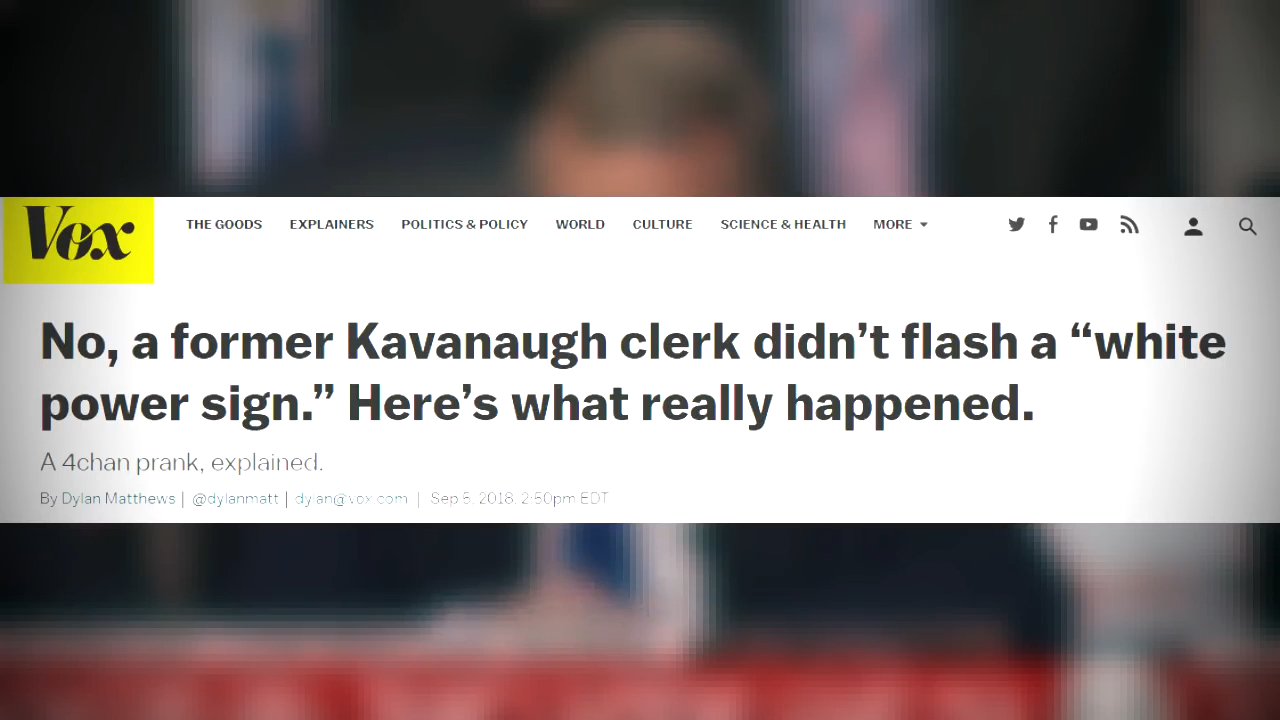 Vox THE GOODS EXPLAINERS POLITICS & POLICY WORLD CULTURE SCIENCE & HEALTH MORE
No, a former Kavanaugh clerk didn’t flash a “white
power sign.” Here’s what really happened.
A 4chan prank, explained.
By Dylan Matthews | @dylanmatt | dylan@vox.com | Sep 5, 2018, 2:50pm EDT